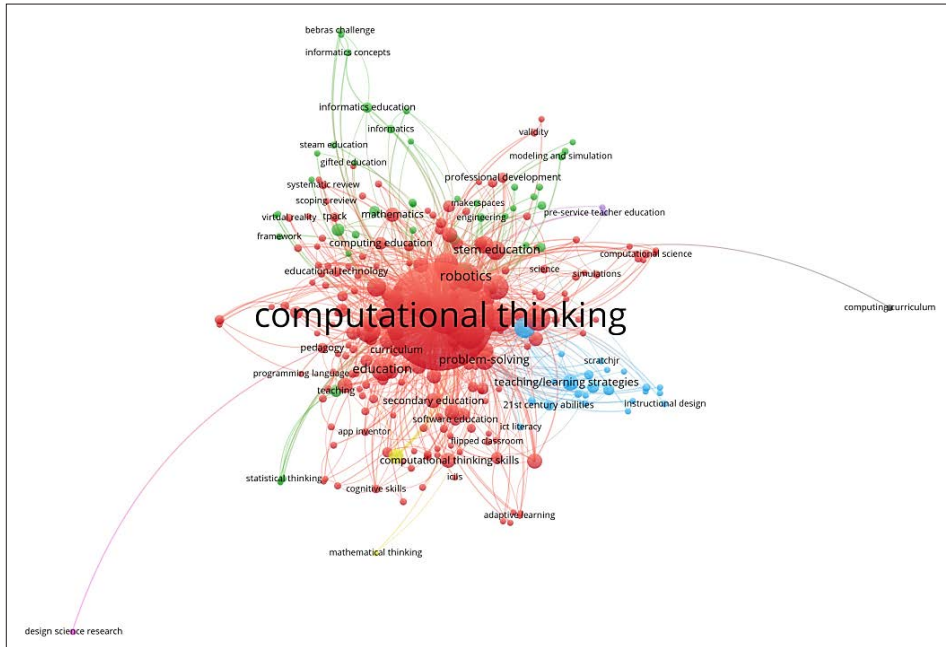 bebras challenge
informatics concepts
informatics education
informatics
validity
steam education
modeling and simulation
gifted education
professional development
systematic review
scoping review
makerspaces
pre-service teacher education
virtual reality
tpack
mathematics
engineering
framework
computing education
stem education
computational science
educational technology
robotics
science
simulations
computing curriculum
computational thinking
pedagogy
curriculum
problem-solving
scratchjr
programming language
education
teaching/learning strategies
teaching
secondary education
21st century abilities
instructional design
software education
ict literacy
app inventor
flipped classroom
computational thinking skills
statistical thinking
icils
cognitive skills
adaptive learning
mathematical thinking
design science research